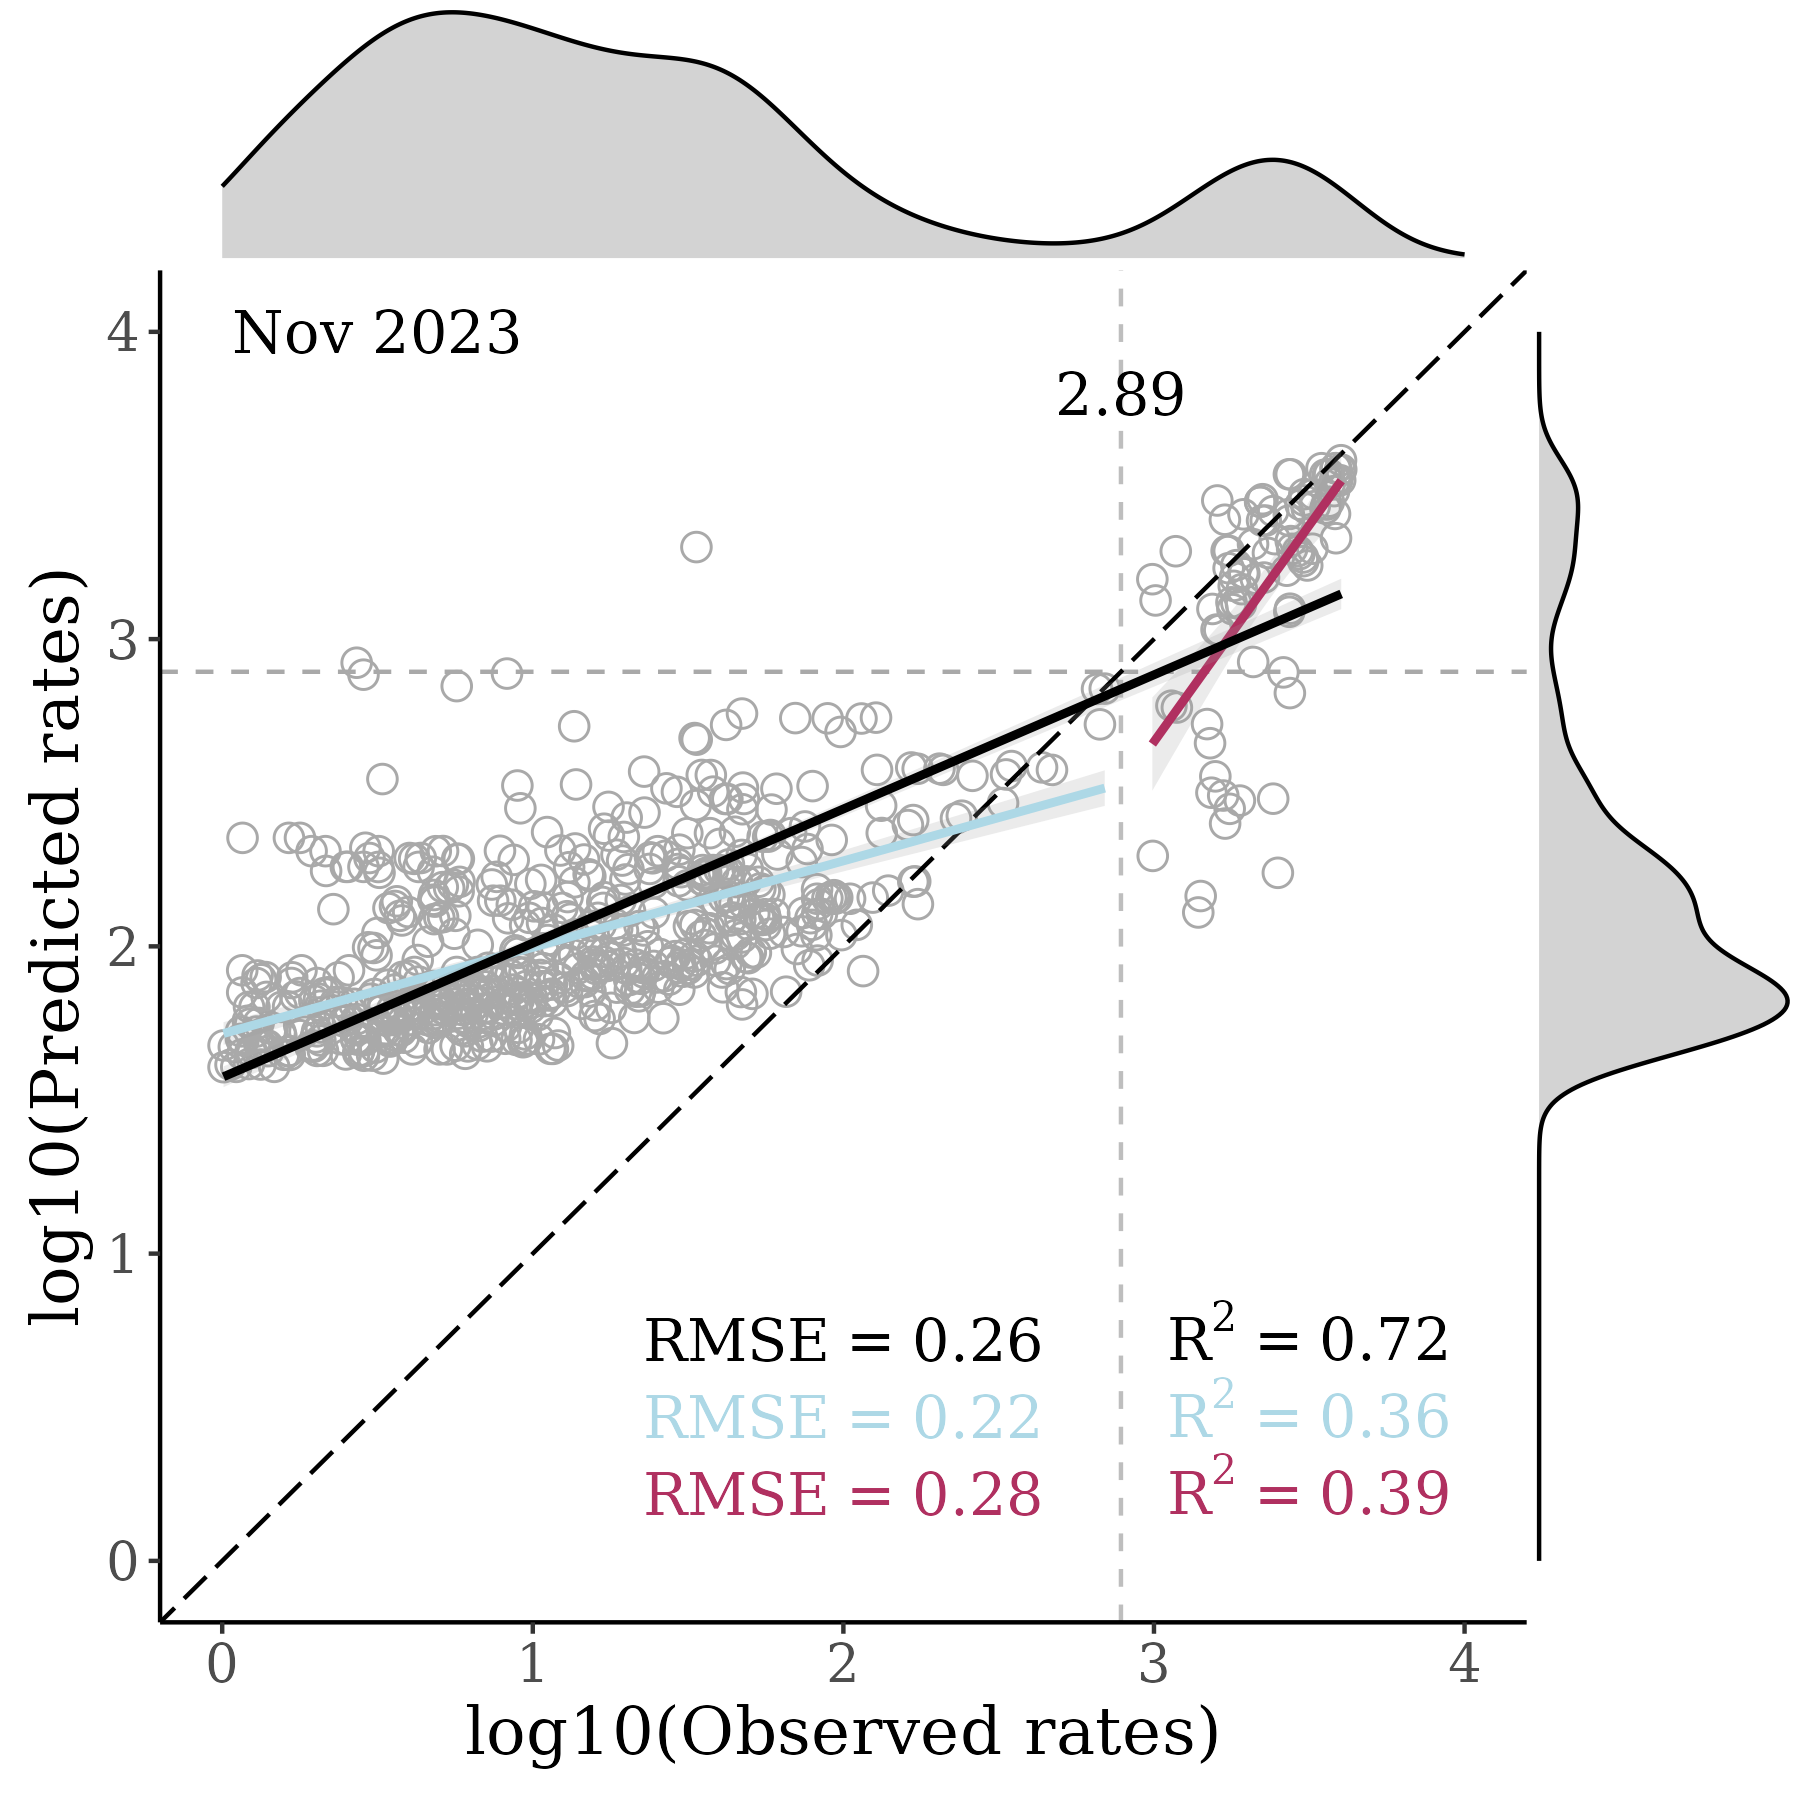 Nov 2023
2.89
4
3
2
1
0
log10(Predicted rates)
RMSE = 0.26 R² = 0.72
RMSE = 0.22 R² = 0.36
RMSE = 0.28 R² = 0.39
0 1 2 3 4
log10(Observed rates)